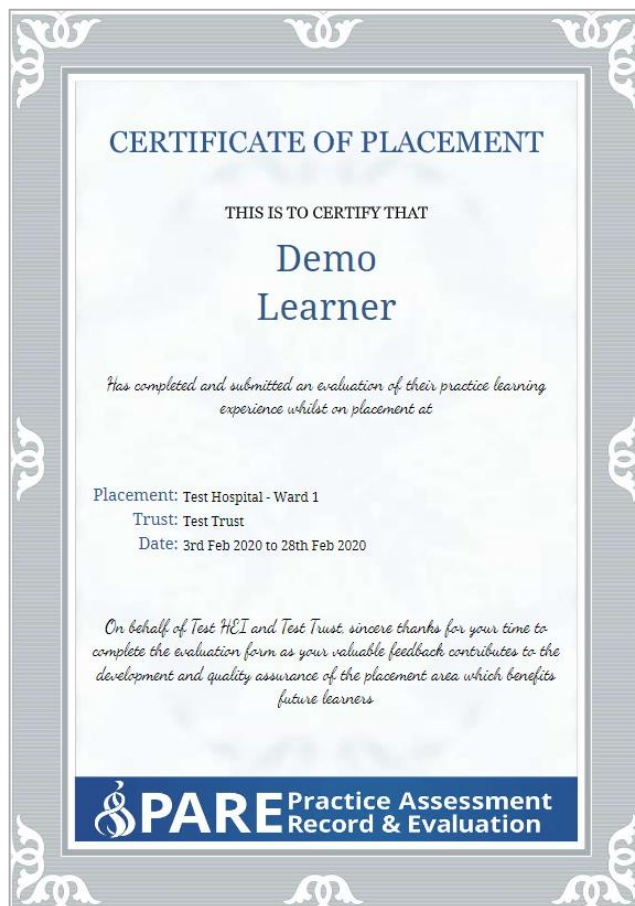 CERTIFICATE OF PLACEMENT
THIS IS TO CERTIFY THAT
Demo
Learner
Has completed and submitted an evaluation of their practice learning
experience whilst on placement at
Placement: Test Hospital - Ward 1
Trust: Test Trust
Date: 3rd Feb 2020 to 28th Feb 2020
On behalf of Test HEI and Test Trust, sincere thanks for your time to
complete the evaluation form as your valuable feedback contributes to the
development and quality assurance of the placement area which benefits
future learners
PARE Practice Assessment
Record & Evaluation